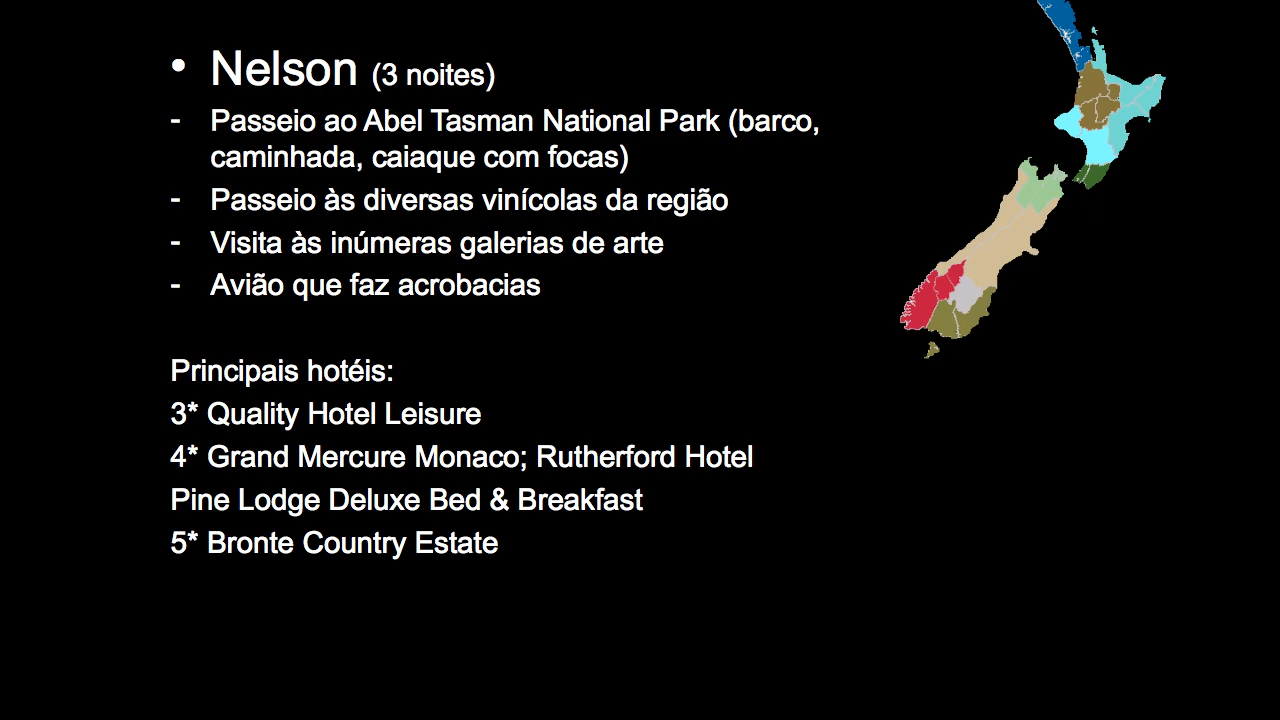 • Nelson (3 noites)
- Passeio ao Abel Tasman National Park (barco,
caminhada, caiaque com focas)
- Passeio às diversas vinícolas da região
- Visita às inúmeras galerias de arte
- Avião que faz acrobacias
Principais hotéis:
3* Quality Hotel Leisure
4* Grand Mercure Monaco; Rutherford Hotel
Pine Lodge Deluxe Bed & Breakfast
5* Bronte Country Estate